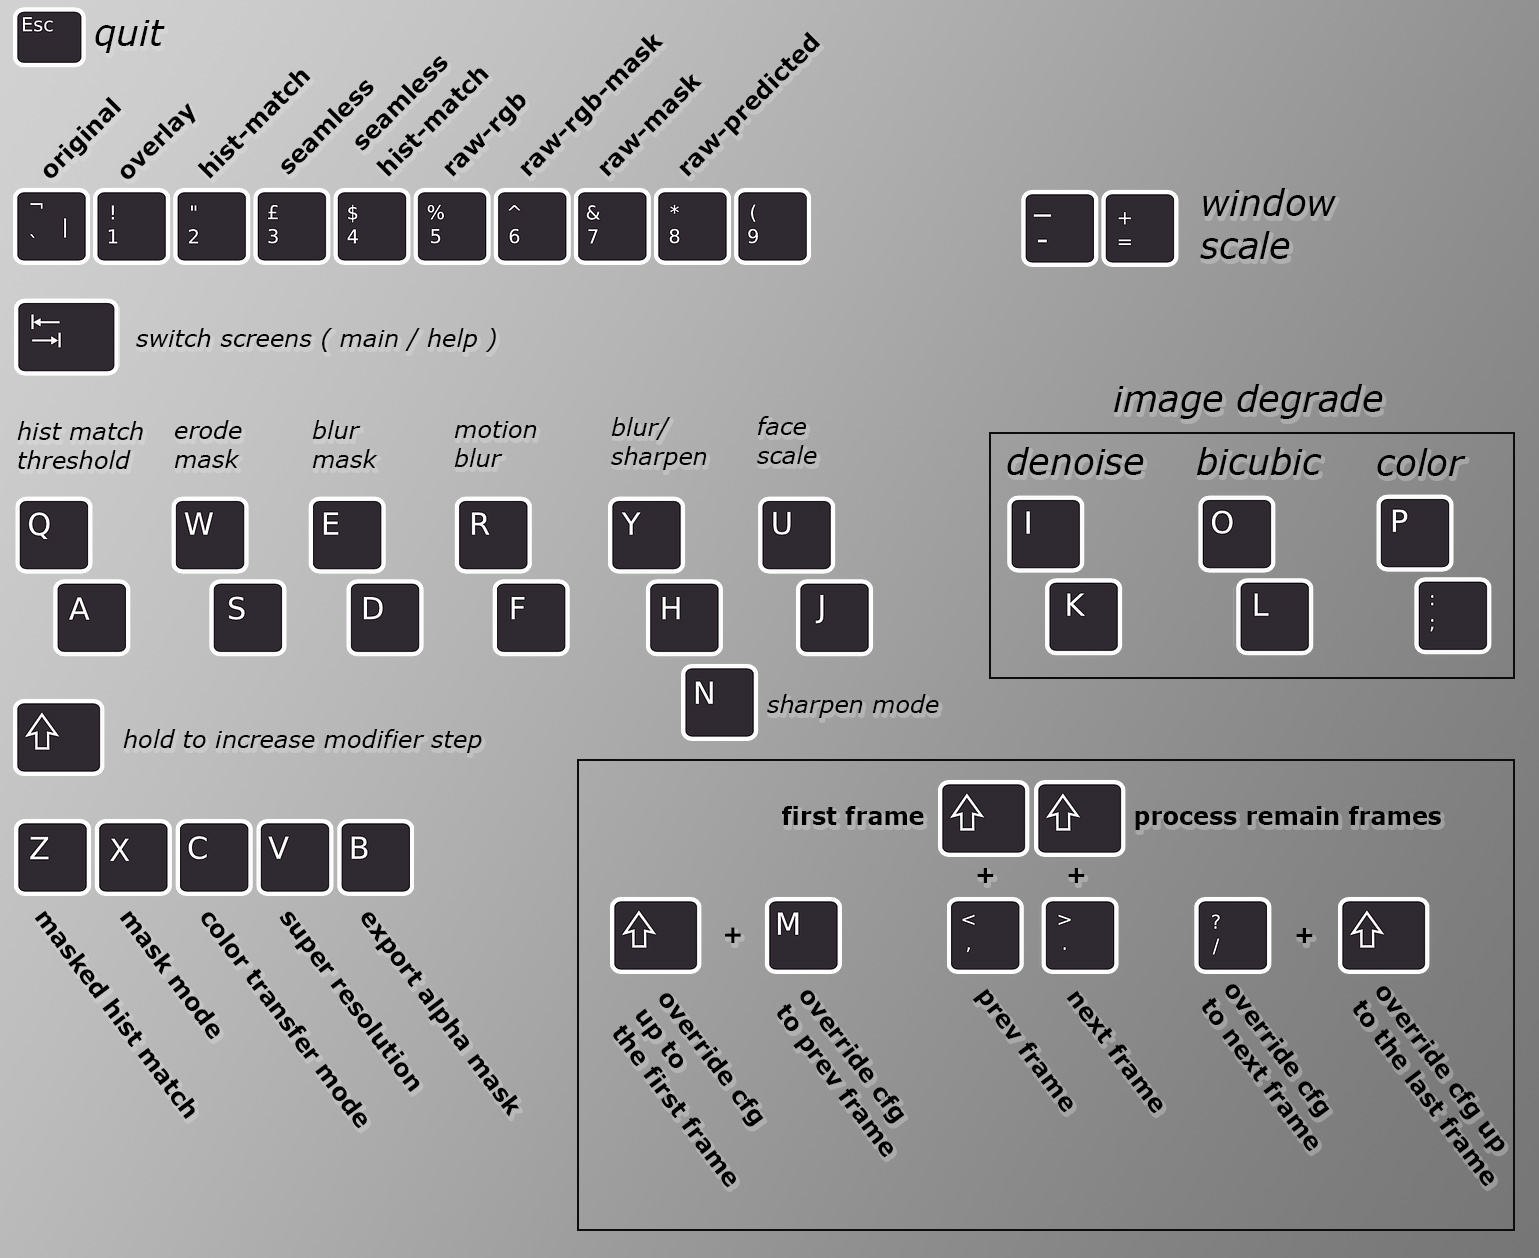 Esc
quit
original
overlay
hist-match
seamless
seamless
hist-match
raw-rgb
raw-rgb-mask
raw-mask
raw-predicted
¬ ` |
! 1
" 2
£ 3
$ 4
% 5
^ 6
& 7
* 8
( 9
_ -
+ =
window
scale
switch screens ( main / help )
hist match
threshold
erode
mask
blur
mask
motion
blur
blur/
sharpen
face
scale
image degrade
denoise
bicubic
color
Q
W
E
R
Y
U
I
O
P
A
S
D
F
H
J
K
L
: ;
N
sharpen mode
hold to increase modifier step
Z
X
C
V
B
masked hist match
mask mode
color transfer mode
super resolution
export alpha mask
first frame
process remain frames
+
+
+
M
< ,
> .
? /
+
override cfg
up to
the first frame
override cfg
to prev frame
prev frame
next frame
override cfg
to next frame
override cfg up
to the last frame